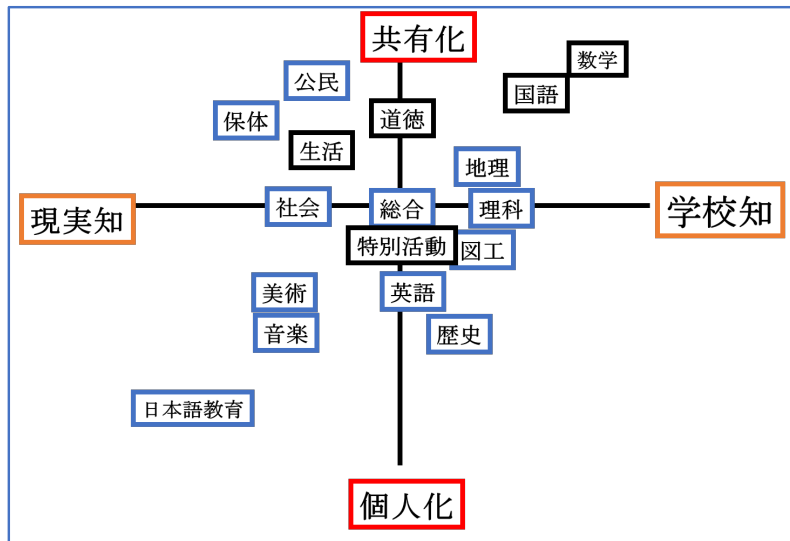 共有化
数学
公民
国語
保体
道徳
生活
地理
現実知
社会
総合
理科
学校知
特別活動
図工
美術
英語
音楽
歴史
日本語教育
個人化